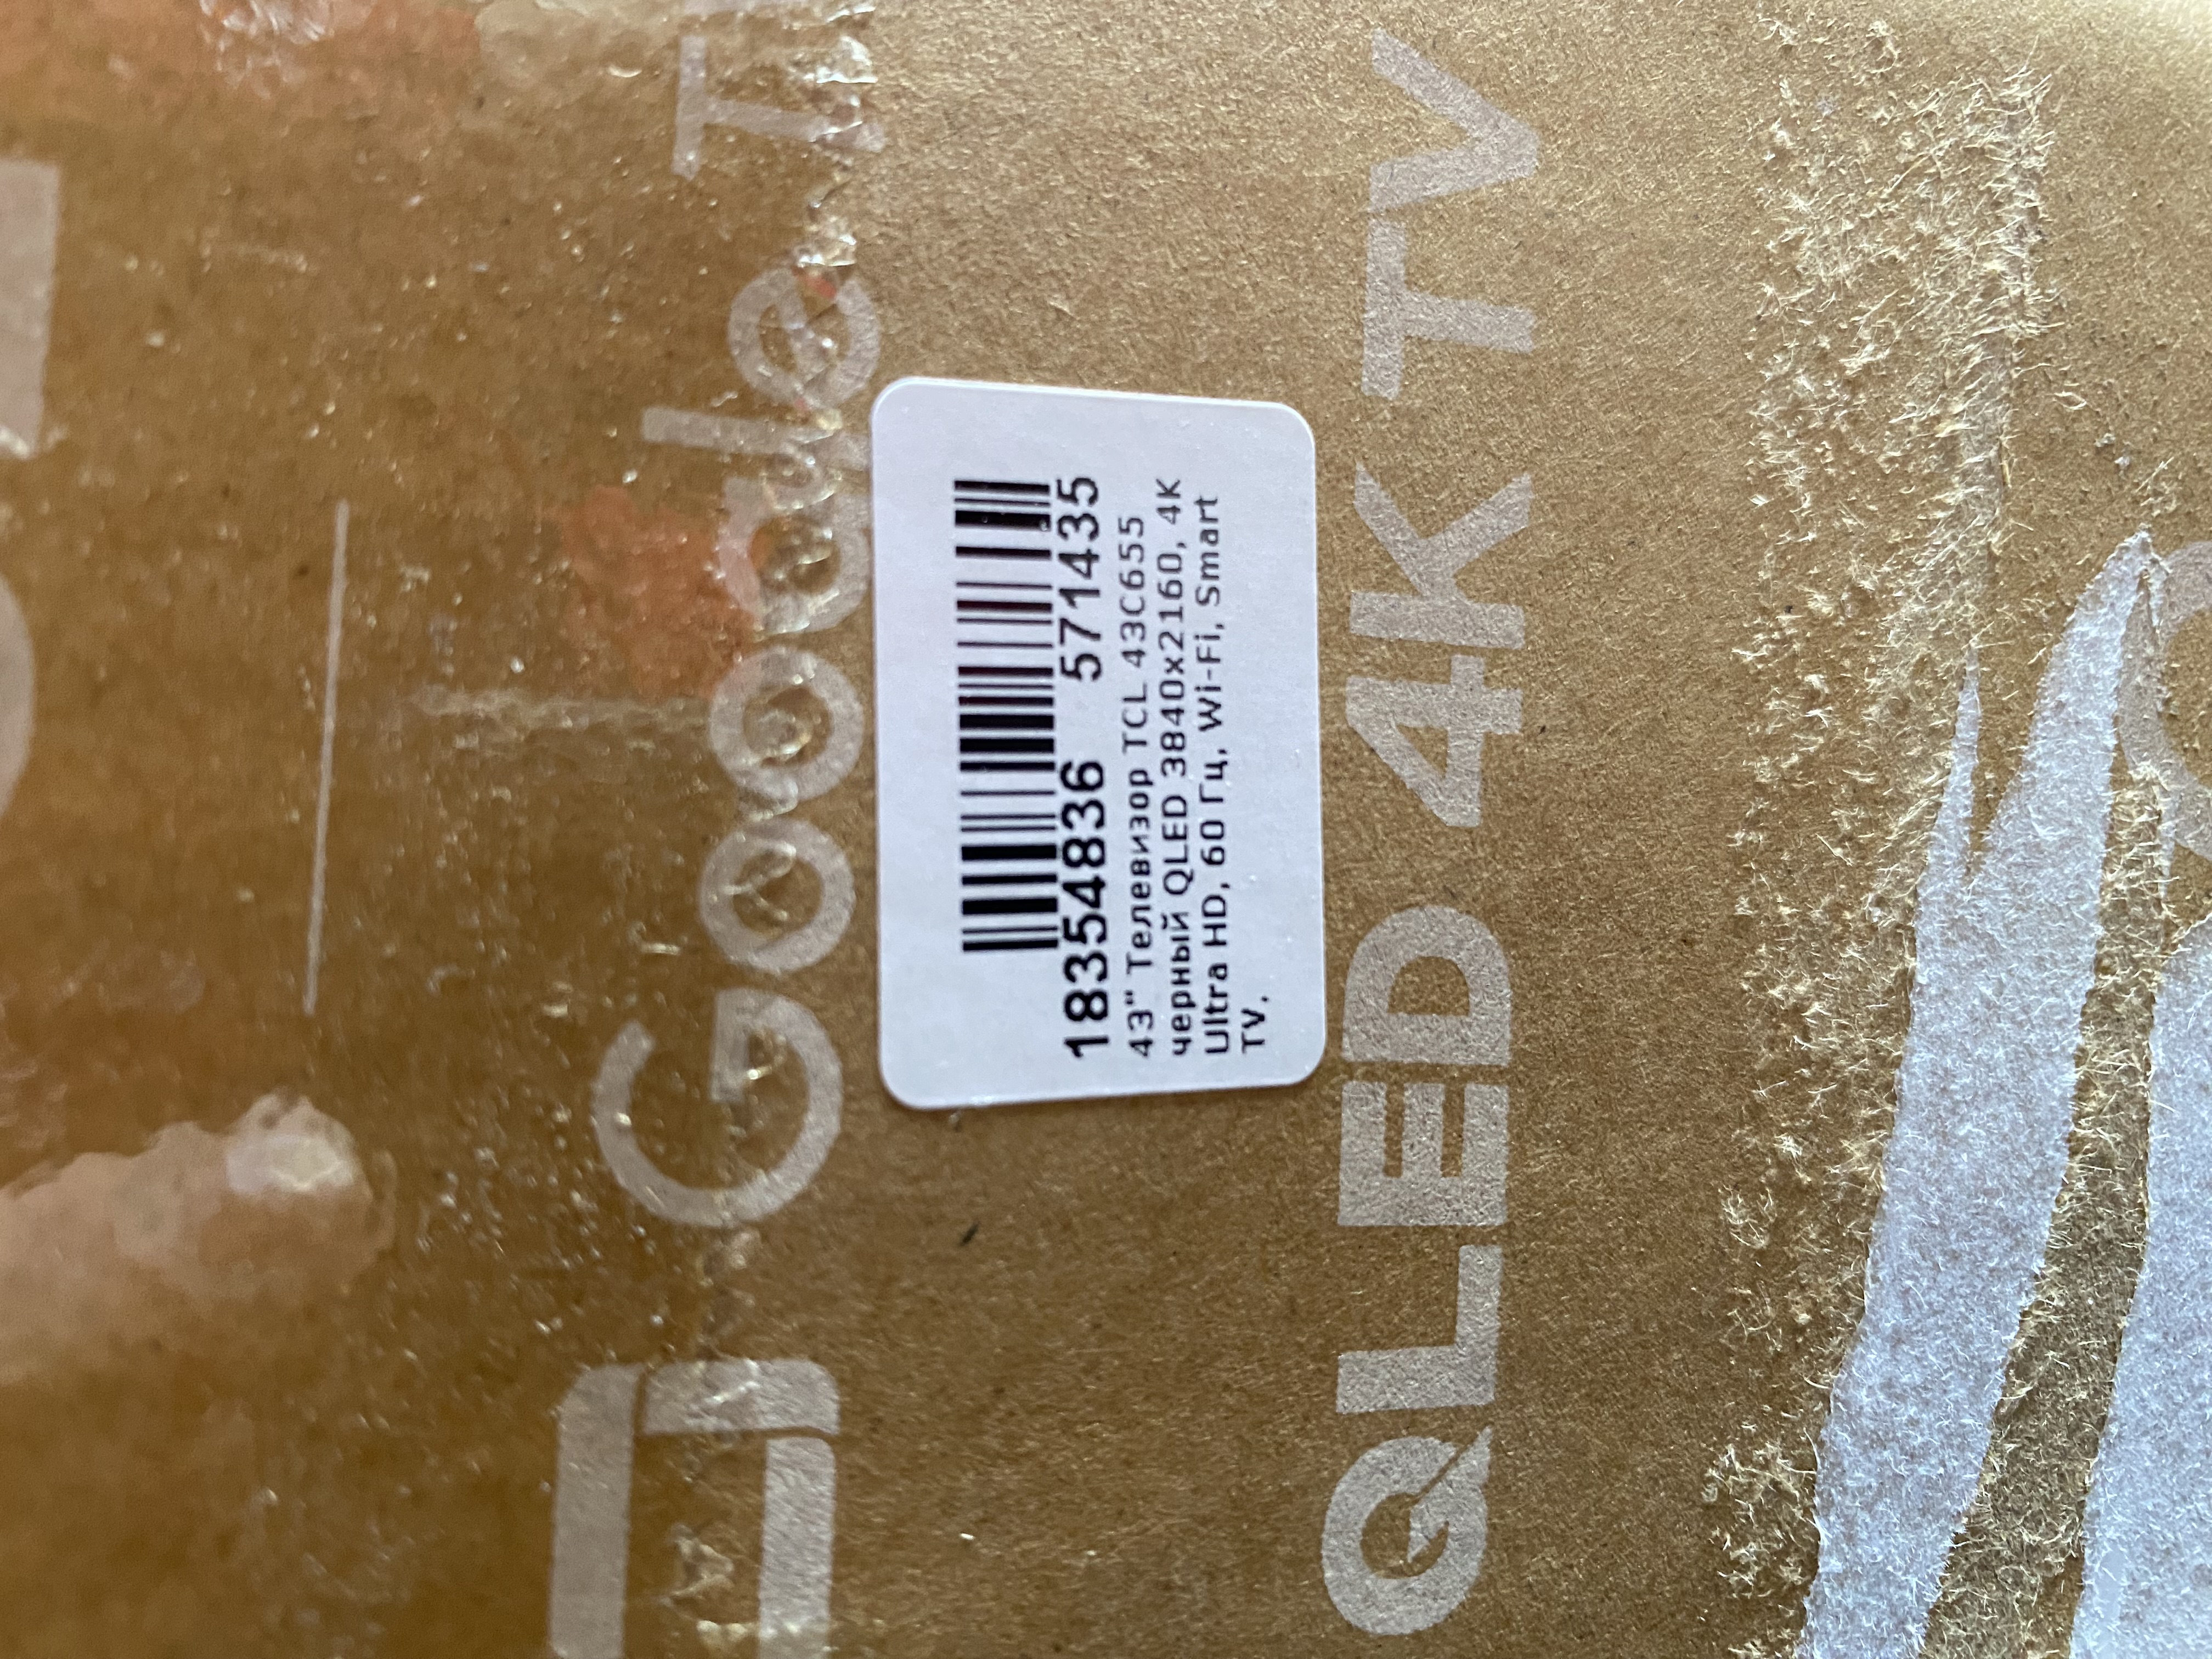 Google T
18354836 571435
43" Телевизор TCL 43C655
черный QLED 3840x2160, 4K
Ultra HD, 60 Гц, Wi-Fi, Smart
TV,
QLED 4K TV